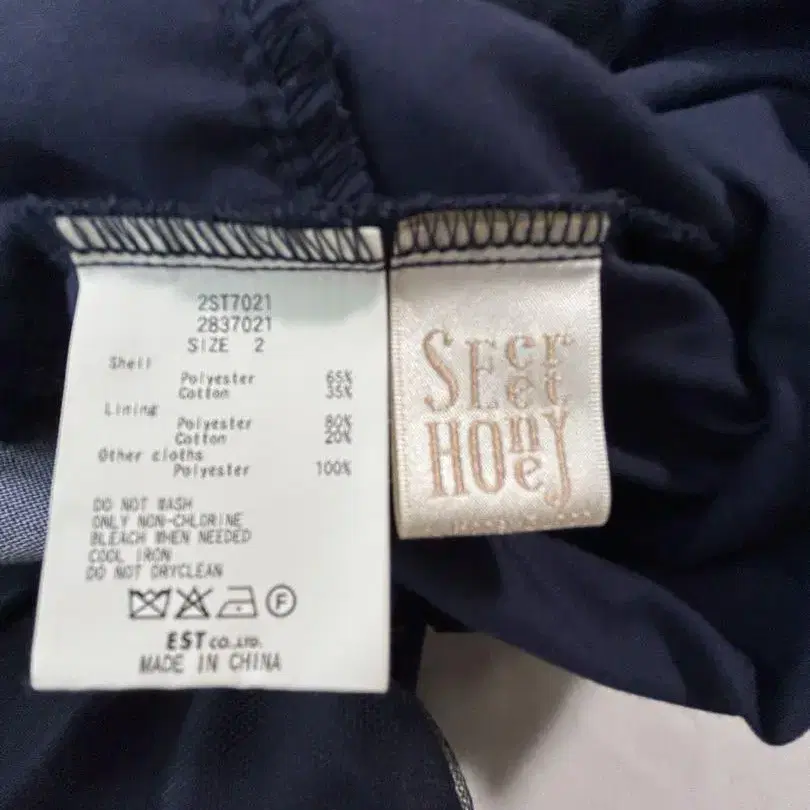 2ST7021
2837021
SIZE 2
Shell
Polyester 65%
Cotton 35%
Lining
Polyester 80%
Cotton 20%
Other cloths
Polyester 100%
DO NOT WASH
ONLY NON-CHLORINE
BLEACH WHEN NEEDED
COOL IRON
DO NOT DRYCLEAN
F
EST CO.,LTD.
MADE IN CHINA
SEcret
HOney